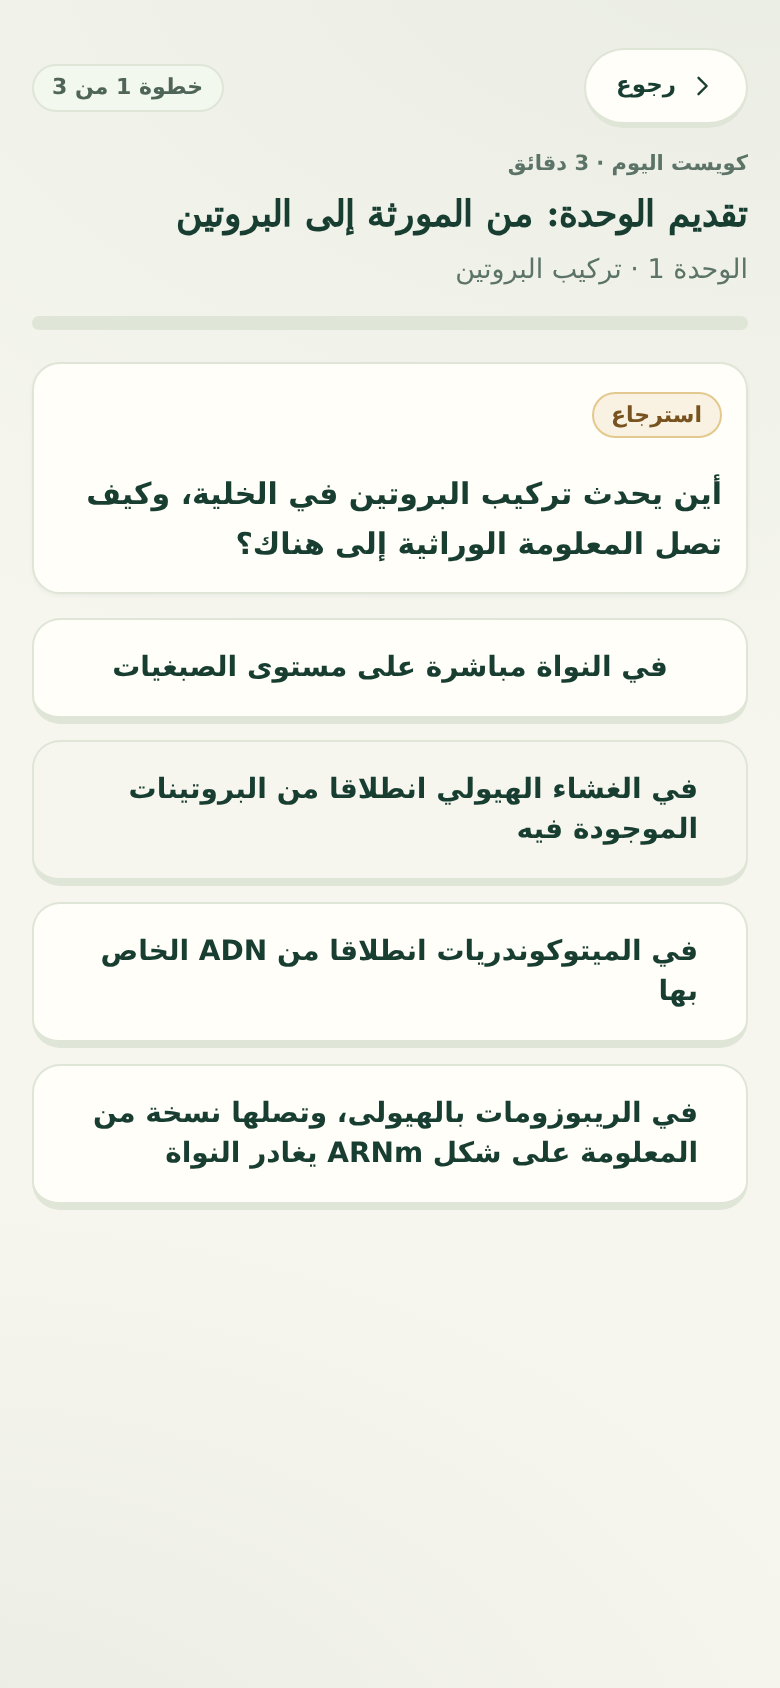 رجوع
خطوة 1 من 3
كويست اليوم · 3 دقائق
تقديم الوحدة: من المورثة إلى البروتين
الوحدة 1 · تركيب البروتين
استرجاع
أين يحدث تركيب البروتين في الخلية، وكيف
تصل المعلومة الوراثية إلى هناك؟
في النواة مباشرة على مستوى الصبغيات
في الغشاء الهيولي انطلاقا من البروتينات
الموجودة فيه
في الميتوكوندريات انطلاقا من ADN الخاص
بها
في الريبوزومات بالهيولى، وتصلها نسخة من
المعلومة على شكل ARNm يغادر النواة